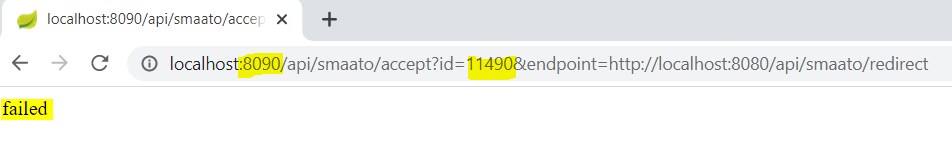 localhost:8090/api/smaato/accep
localhost:8090/api/smaato/accept?id=11490&endpoint=http://localhost:8080/api/smaato/redirect
failed